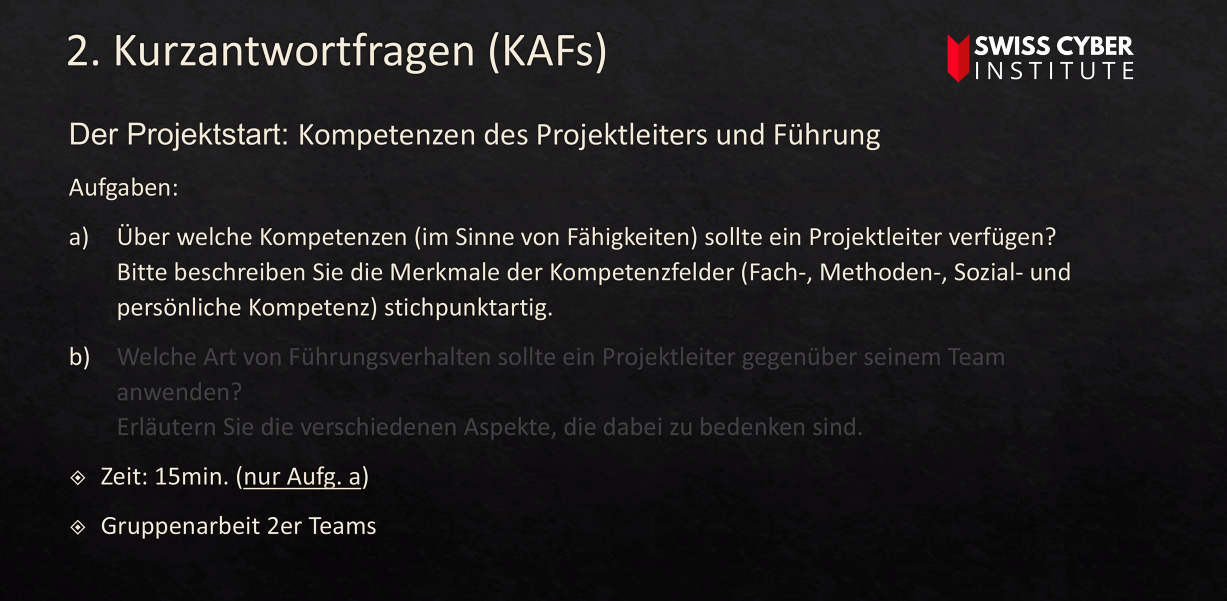 2. Kurzantwortfragen (KAFs)
SWISS CYBER
INSTITUTE
Der Projektstart: Kompetenzen des Projektleiters und Führung
Aufgaben:
a) Über welche Kompetenzen (im Sinne von Fähigkeiten) sollte ein Projektleiter verfügen?
Bitte beschreiben Sie die Merkmale der Kompetenzfelder (Fach-, Methoden-, Sozial- und
persönliche Kompetenz) stichpunktartig.
b) Welche Art von Führungsverhalten sollte ein Projektleiter gegenüber seinem Team
anwenden?
Erläutern Sie die verschiedenen Aspekte, die dabei zu bedenken sind.
Zeit: 15min. (nur Aufg. a)
Gruppenarbeit 2er Teams